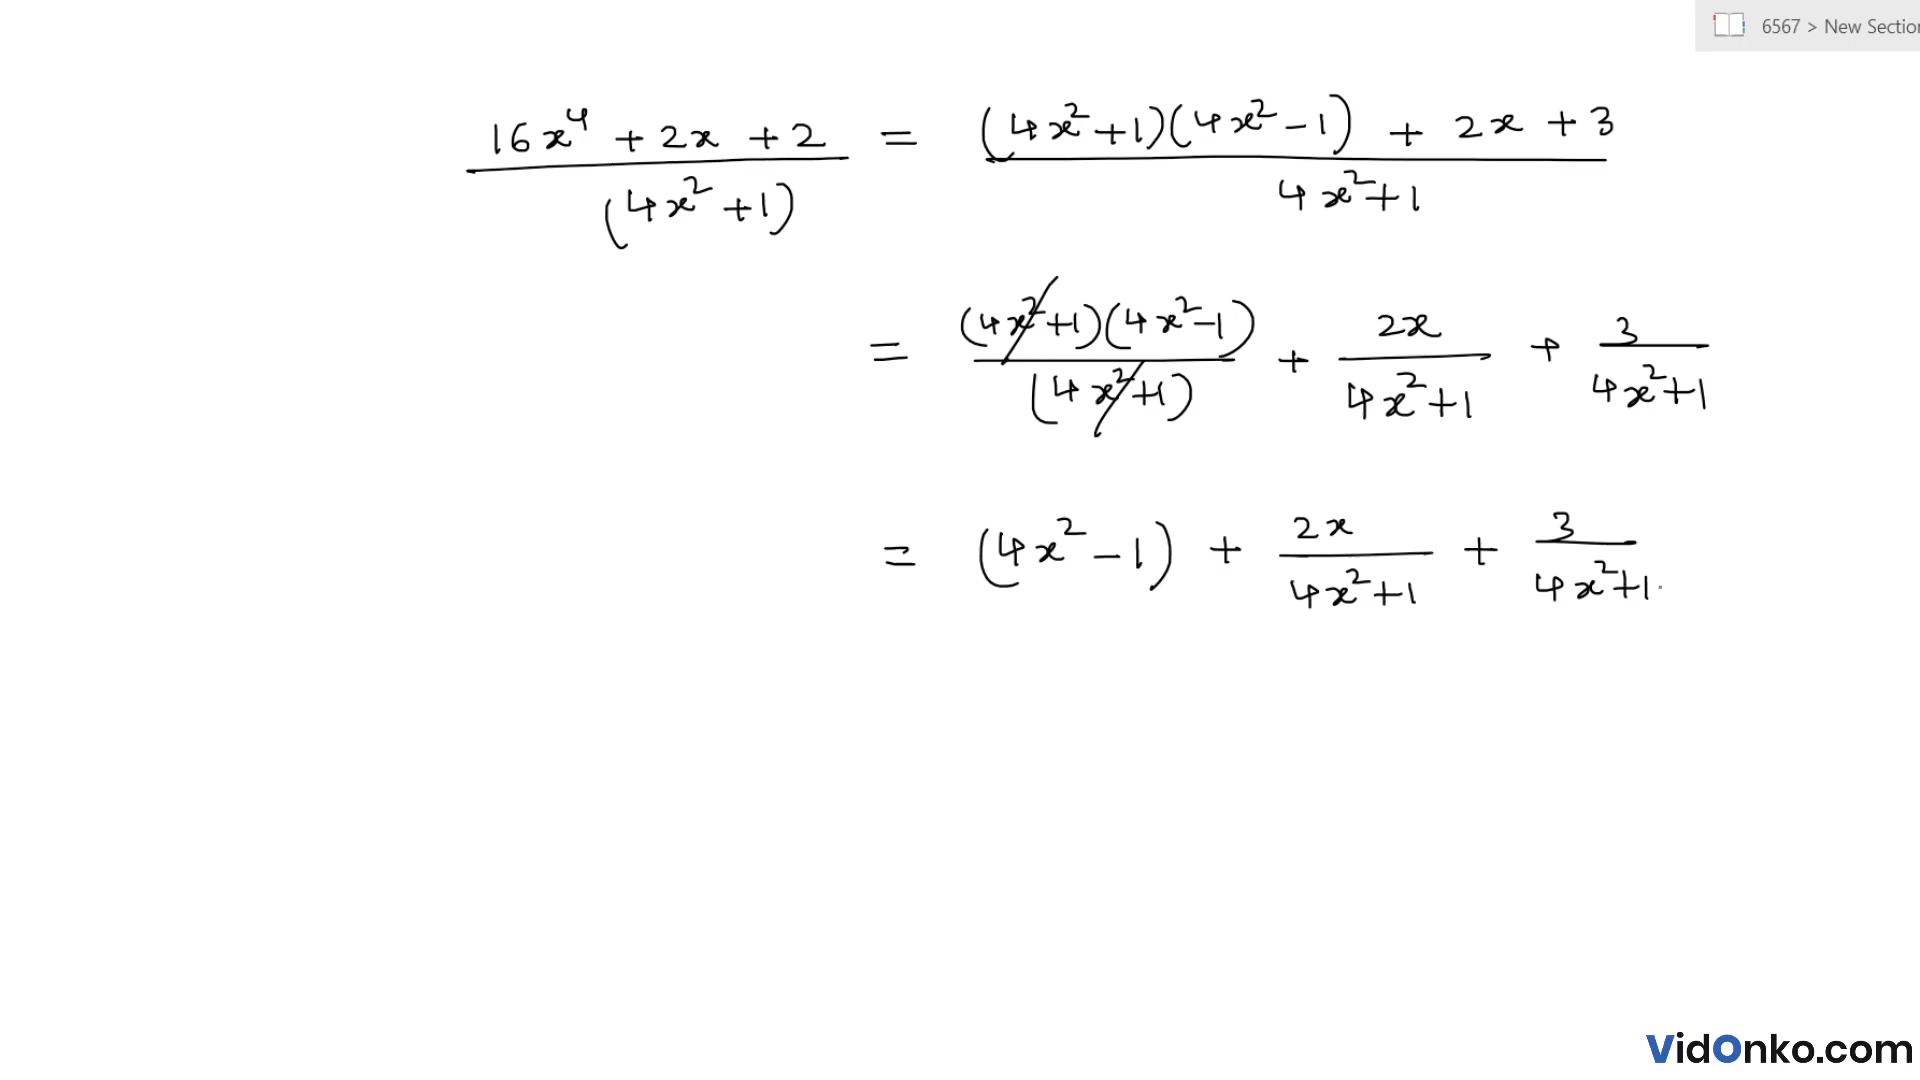 6567 > New Section
16x⁴ + 2x + 2 / (4x² + 1) = (4x² + 1)(4x² - 1) + 2x + 3 / 4x² + 1
= (4x² + 1)(4x² - 1) / (4x² + 1) + 2x / 4x² + 1 + 3 / 4x² + 1
= (4x² - 1) + 2x / 4x² + 1 + 3 / 4x² + 1
VidOnko.com